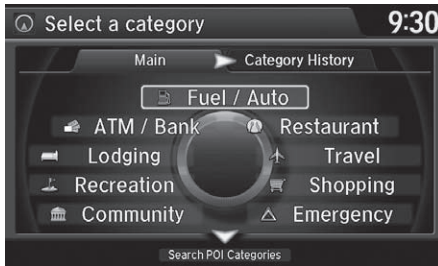 Select a category 9:30
Main Category History
Fuel / Auto
ATM / Bank Restaurant
Lodging Travel
Recreation Shopping
Community Emergency
Search POI Categories